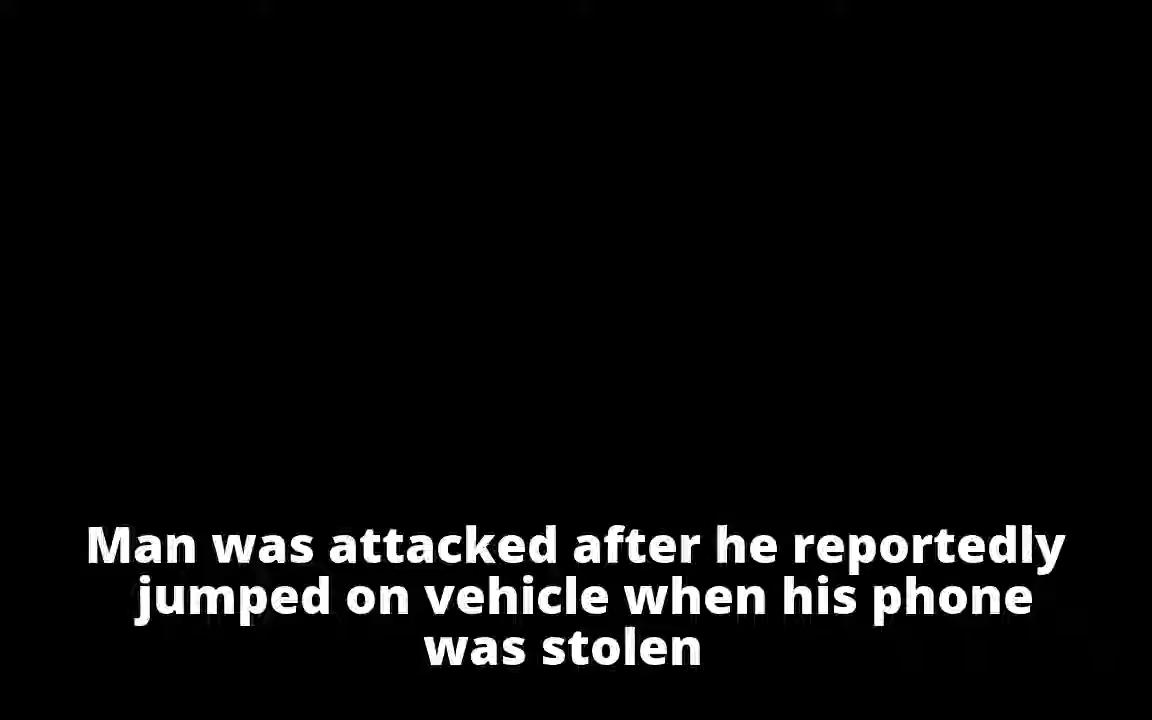 Man was attacked after he reportedly
jumped on vehicle when his phone
was stolen